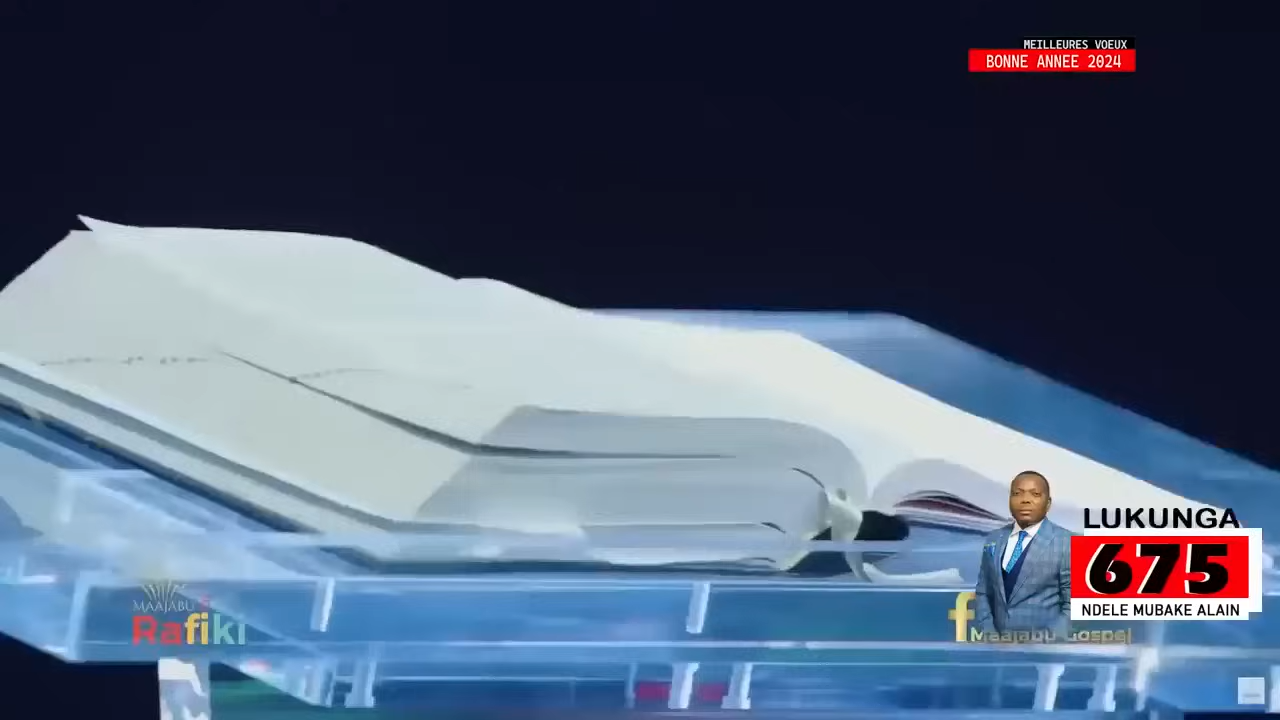 MEILLEURES VOEUX
BONNE ANNEE 2024
LUKUNGA
675
NDELE MUBAKE ALAIN
MAAJABU
Rafiki
f
Maajabu Gospel